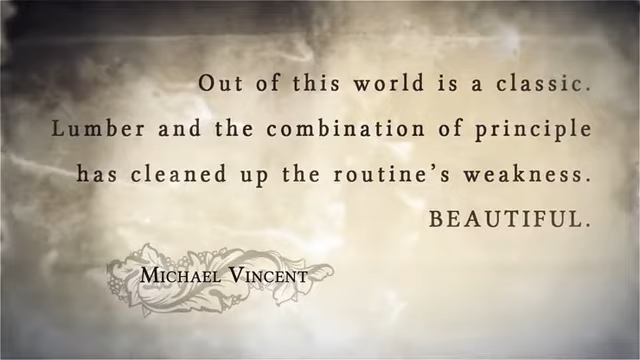 Out of this world is a classic.
Lumber and the combination of principle
has cleaned up the routine's weakness.
BEAUTIFUL.
Michael Vincent